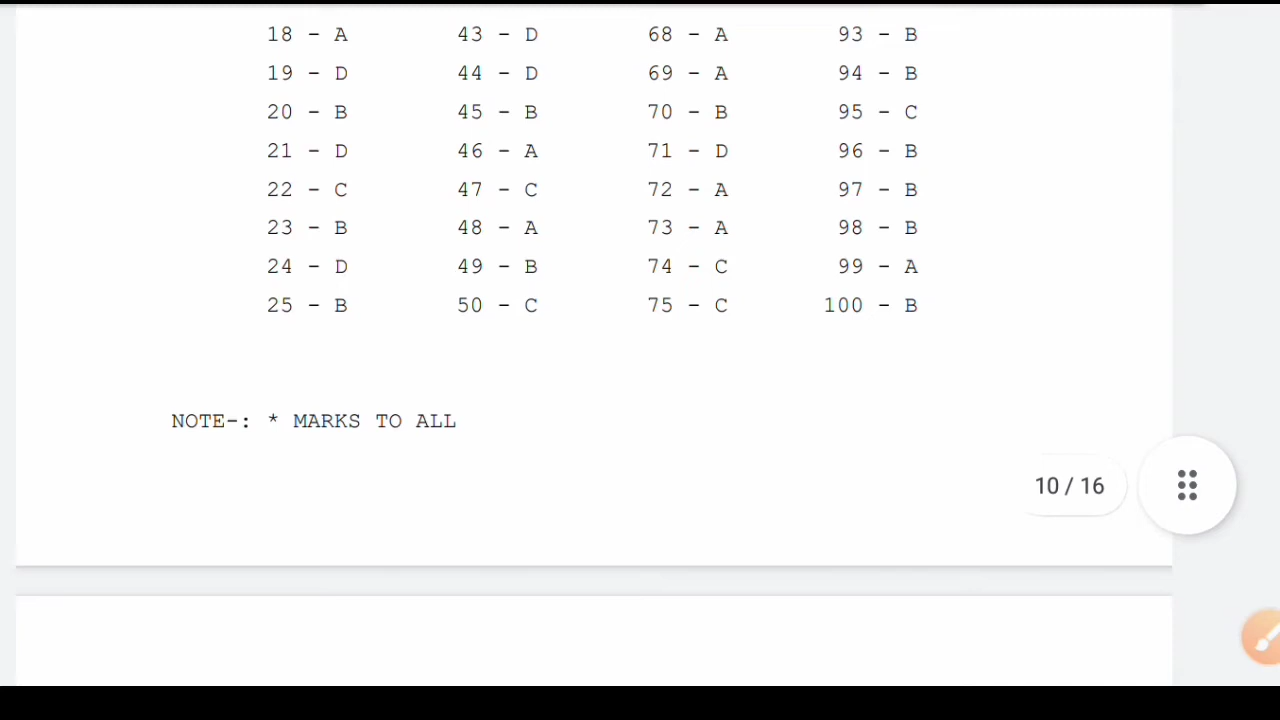 18 - A 43 - D 68 - A 93 - B
19 - D 44 - D 69 - A 94 - B
20 - B 45 - B 70 - B 95 - C
21 - D 46 - A 71 - D 96 - B
22 - C 47 - C 72 - A 97 - B
23 - B 48 - A 73 - A 98 - B
24 - D 49 - B 74 - C 99 - A
25 - B 50 - C 75 - C 100 - B
NOTE-: * MARKS TO ALL
10 / 16